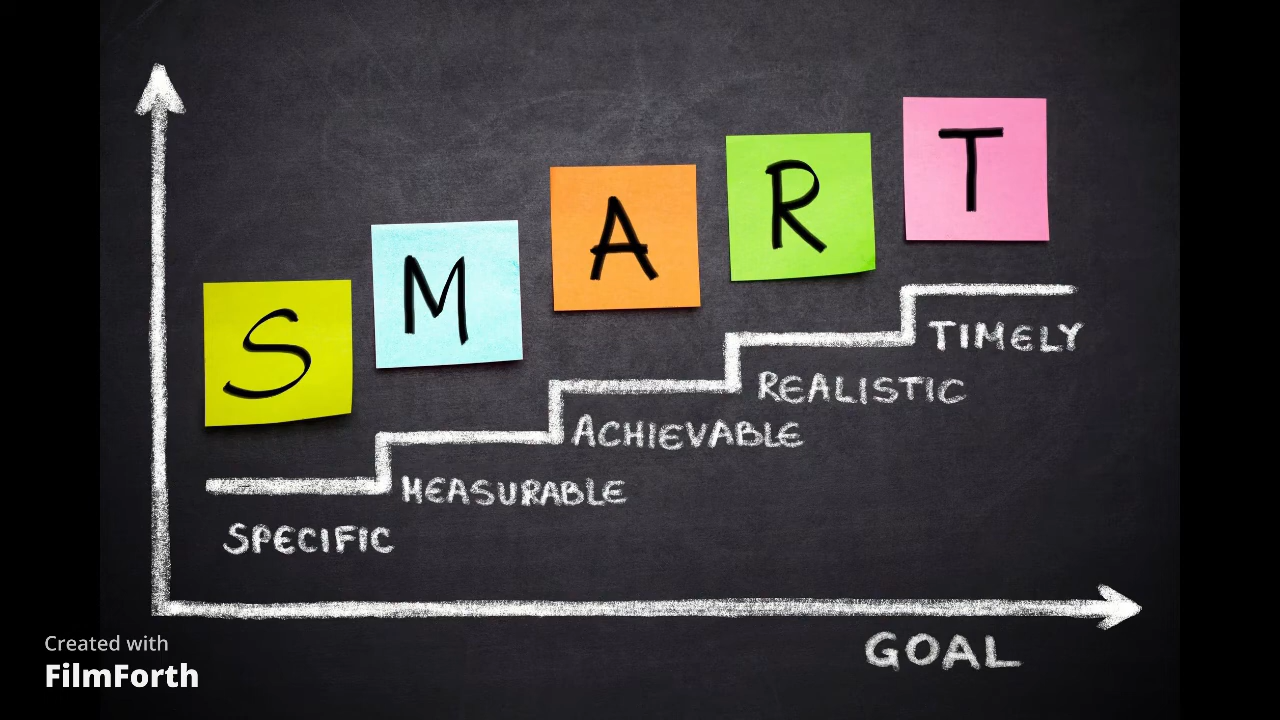 S M A R T
SPECIFIC
MEASURABLE
ACHIEVABLE
REALISTIC
TIMELY
GOAL
Created with
FilmForth